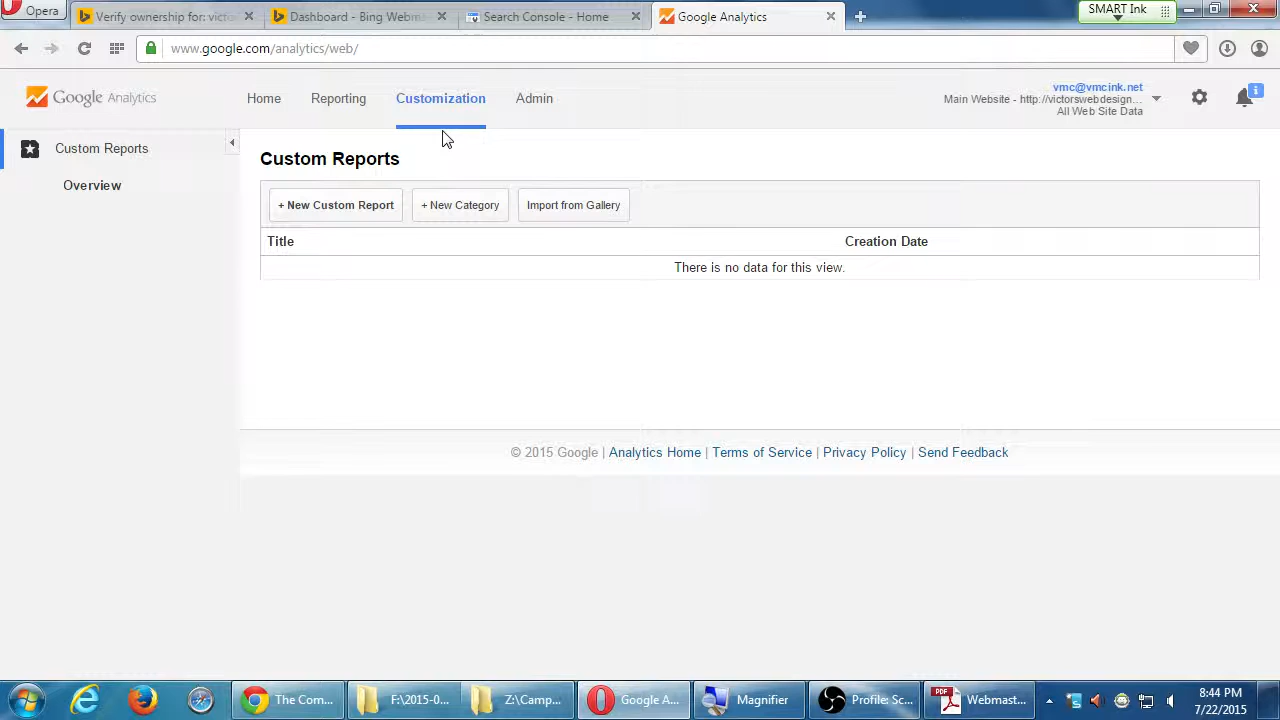 Opera
Verify ownership for: victor
Dashboard - Bing Webm
Search Console - Home
Google Analytics
SMART Ink
www.google.com/analytics/web/
Google Analytics
Home
Reporting
Customization
Admin
vmc@vmcink.net
Main Website - http://victorswebdesign...
All Web Site Data
Custom Reports
Overview
Custom Reports
+ New Custom Report
+ New Category
Import from Gallery
Title
Creation Date
There is no data for this view.
© 2015 Google | Analytics Home | Terms of Service | Privacy Policy | Send Feedback
The Com...
F:\2015-0...
Z:\Camp...
Google A...
Magnifier
Profile: Sc...
PDF
Webmast...
8:44 PM
7/22/2015